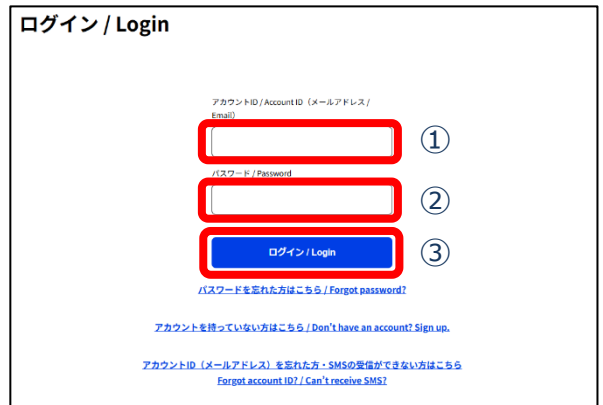 ログイン / Login
アカウントID / Account ID（メールアドレス /
Email）
①
パスワード / Password
②
ログイン / Login
③
パスワードを忘れた方はこちら / Forgot password?
アカウントを持っていない方はこちら / Don't have an account? Sign up.
アカウントID（メールアドレス）を忘れた方・SMSの受信ができない方はこちら
Forgot account ID? / Can't receive SMS?